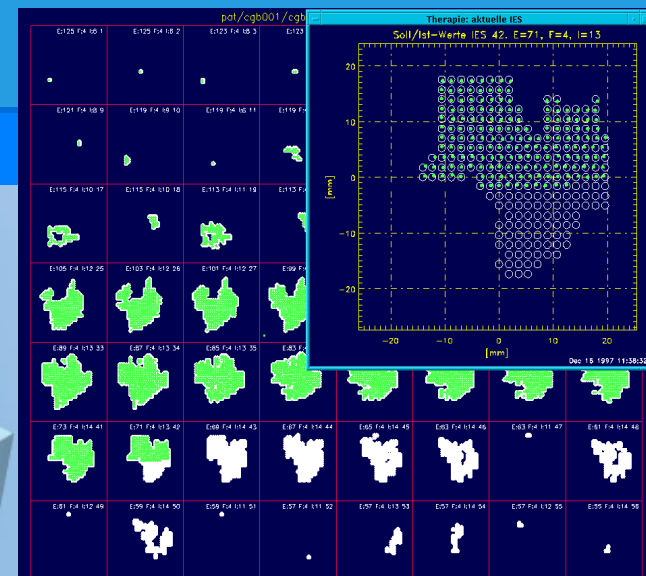 pat/cgb001/cgb
Therapie: aktuelle IES
Soll/Ist-Werte IES 42, E=71, F=4, I=13
20
10
0
-10
-20
[mm]
-20
-10
0
10
20
[mm]
Dec 15 1997 11:38:32
E:125 F:4 I:6 1
E:125 F:4 I:8 2
E:123 F:4 I:8 3
E:123
E:121 F:4 I:8 9
E:119 F:4 I:9 10
E:119 F:4 I:6 11
E:119 F:
E:115 F:4 I:10 17
E:115 F:4 I:10 18
E:113 F:4 I:11 19
E:113 F:
E:105 F:4 I:12 25
E:103 F:4 I:12 26
E:101 F:4 I:12 27
E:99 F:
E:89 F:4 I:13 33
E:87 F:4 I:13 34
E:85 F:4 I:13 35
E:83 F:
E:73 F:4 I:14 41
E:71 F:4 I:13 42
E:69 F:4 I:14 43
E:67 F:4 I:14 44
E:65 F:4 I:14 45
E:63 F:4 I:14 46
E:63 F:4 I:11 47
E:61 F:4 I:14 48
E:61 F:4 I:12 49
E:59 F:4 I:14 50
E:59 F:4 I:11 51
E:57 F:4 I:11 52
E:57 F:4 I:13 53
E:57 F:4 I:14 54
E:57 F:4 I:12 55
E:55 F:4 I:14 56